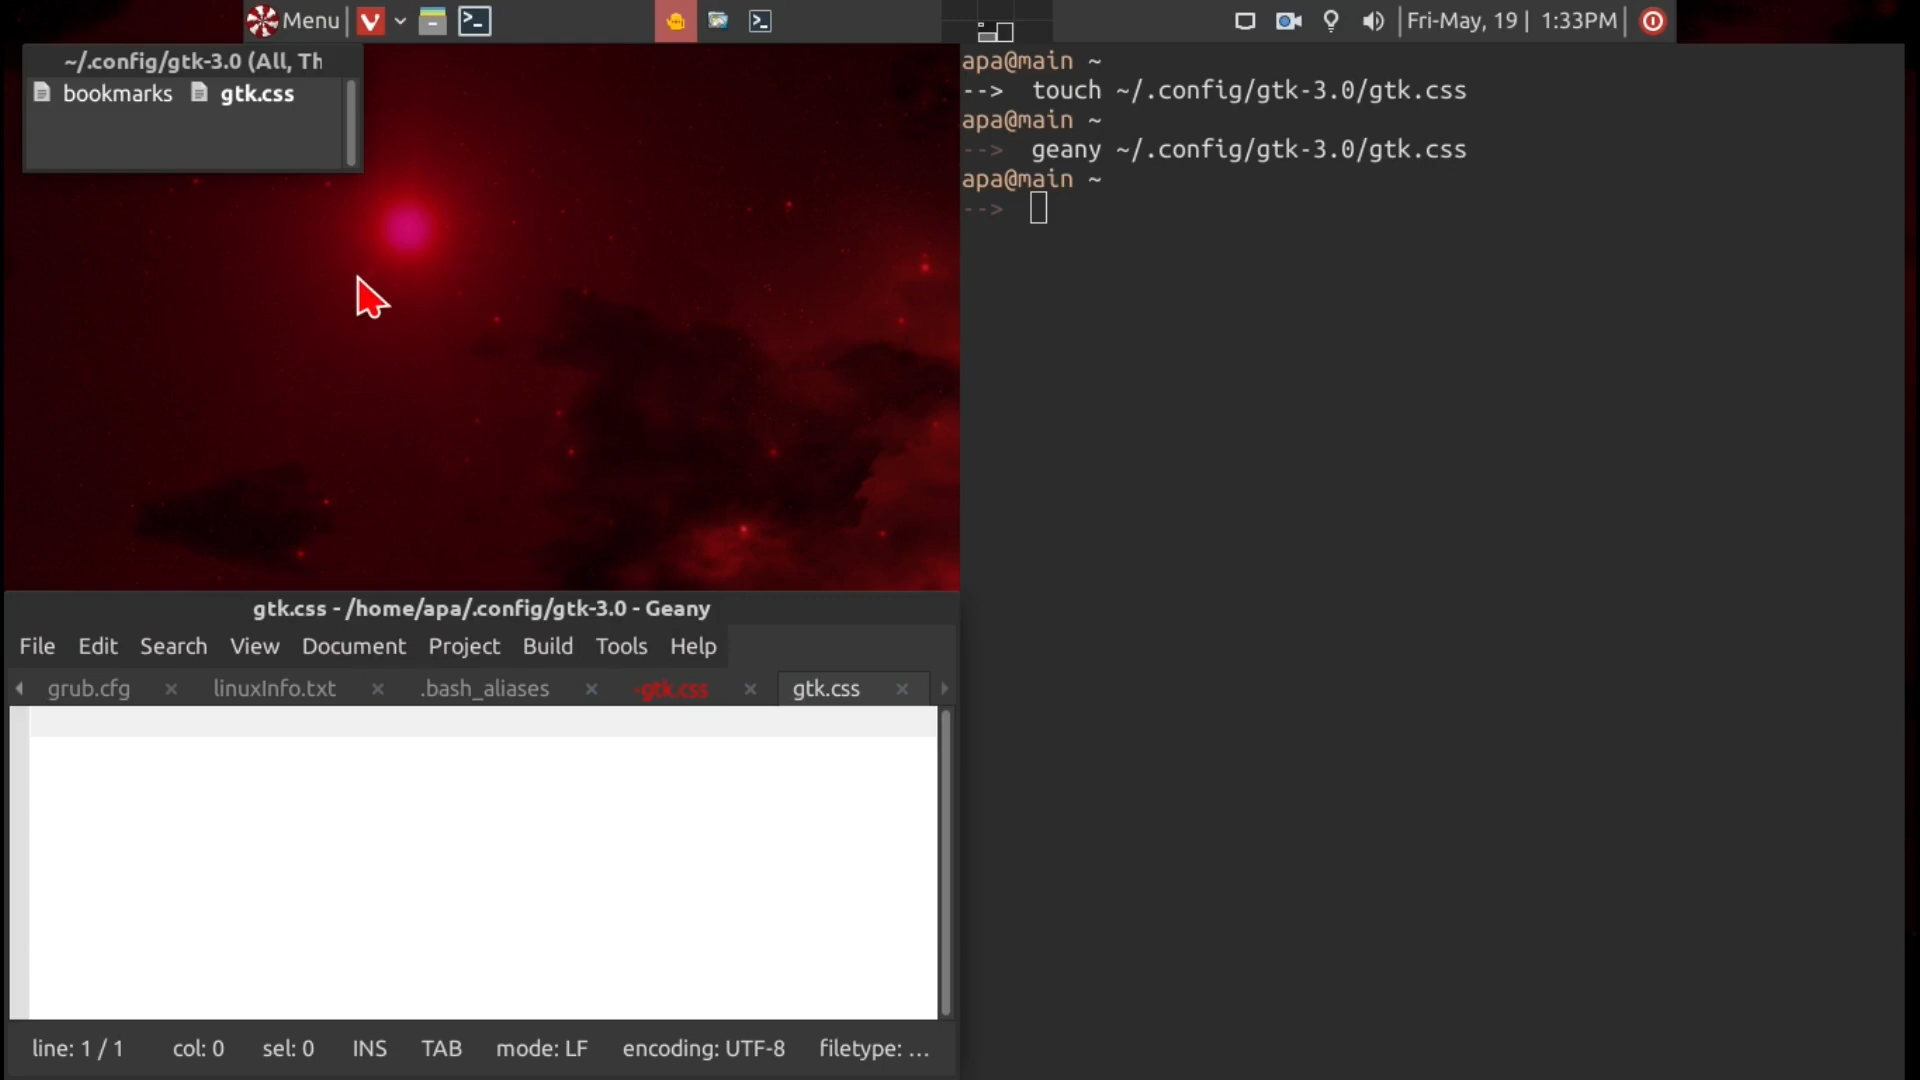 Menu
Fri-May, 19 | 1:33PM
~/.config/gtk-3.0 (All, Th
bookmarks gtk.css
apa@main ~
--> touch ~/.config/gtk-3.0/gtk.css
apa@main ~
--> geany ~/.config/gtk-3.0/gtk.css
apa@main ~
-->
gtk.css - /home/apa/.config/gtk-3.0 - Geany
File Edit Search View Document Project Build Tools Help
grub.cfg linuxInfo.txt .bash_aliases -gtk.css gtk.css
line: 1 / 1 col: 0 sel: 0 INS TAB mode: LF encoding: UTF-8 filetype: ...